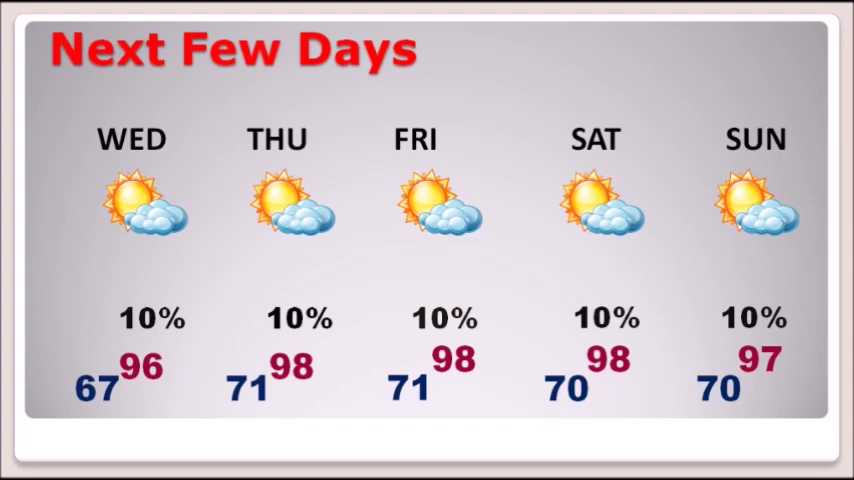 Next Few Days
WED THU FRI SAT SUN
10% 10% 10% 10% 10%
96 98 98 98 97
67 71 71 70 70